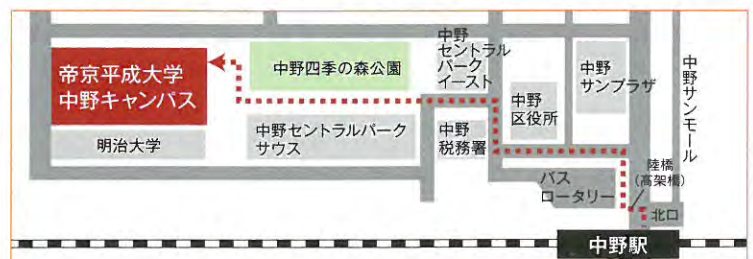 帝京平成大学
中野キャンパス
明治大学
中野四季の森公園
中野セントラルパーク
サウス
中野
セントラル
パーク
イースト
中野
税務署
中野
区役所
中野
サンプラザ
中野サンモール
バス
ロータリー
陸橋
(高架橋)
北口
中野駅